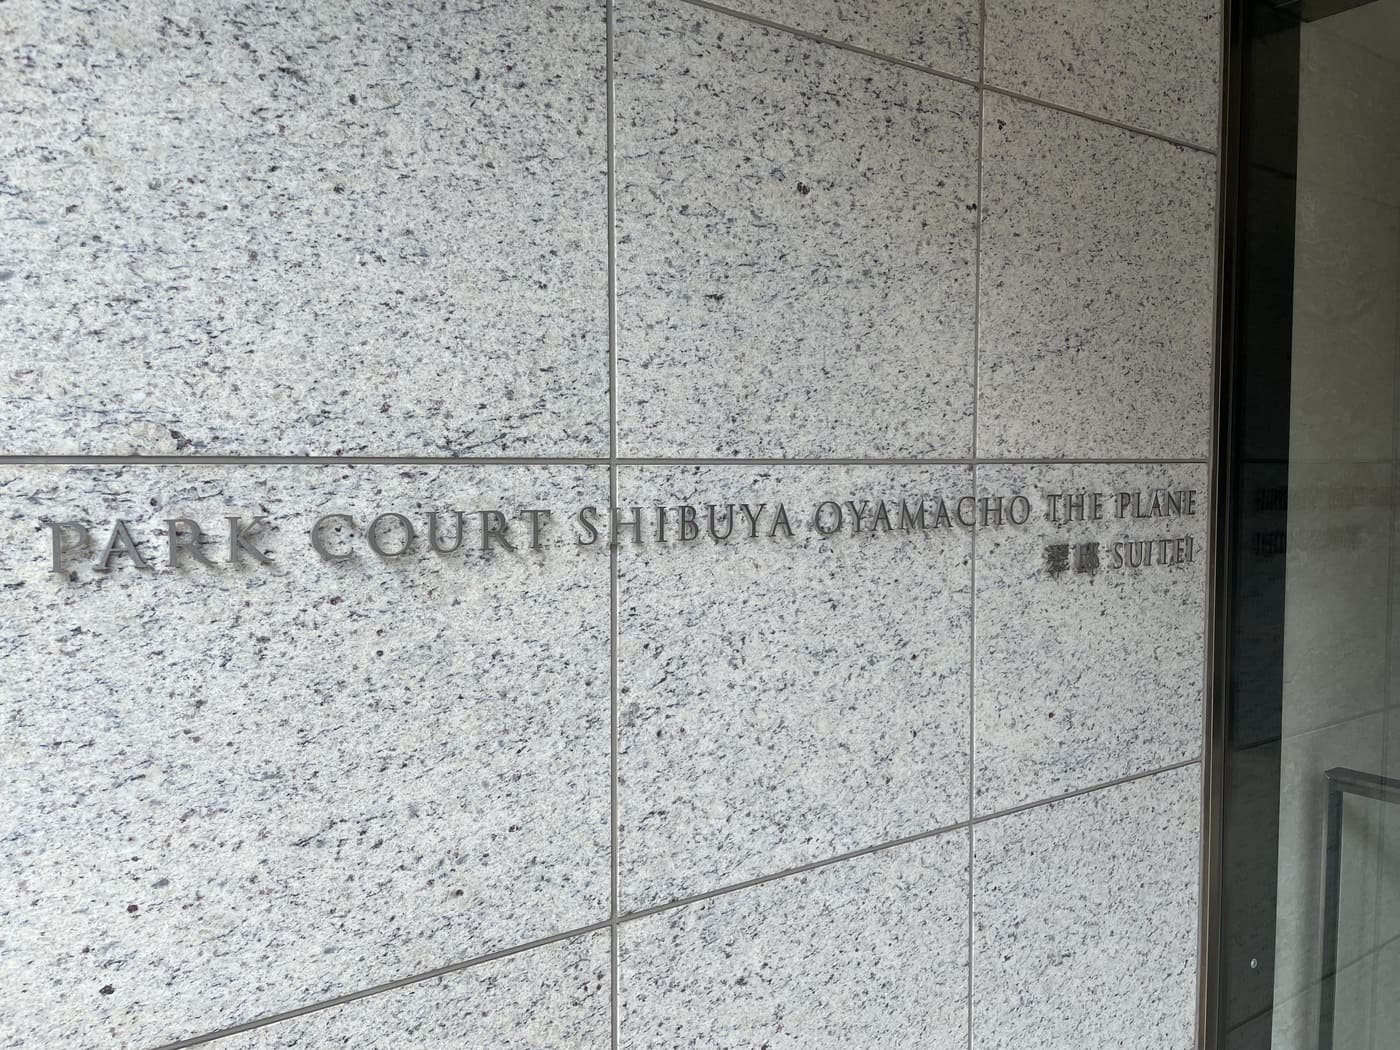 PARK COURT SHIBUYA OYAMACHO THE PLANE
翠邸 SUITEI